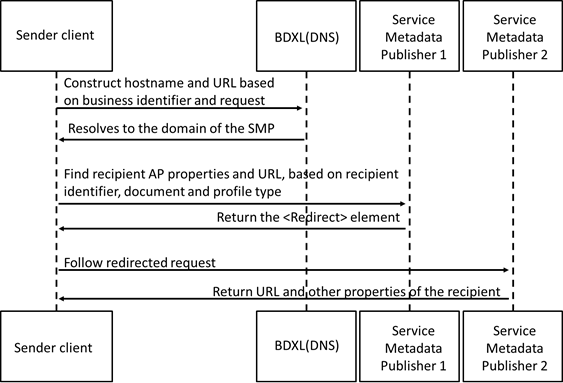 Sender client
BDXL(DNS)
Service
Metadata
Publisher 1
Service
Metadata
Publisher 2
Construct hostname and URL based
on business identifier and request
Resolves to the domain of the SMP
Find recipient AP properties and URL, based on recipient
identifier, document and profile type
Return the <Redirect> element
Follow redirected request
Return URL and other properties of the recipient
Sender client
BDXL(DNS)
Service
Metadata
Publisher 1
Service
Metadata
Publisher 2